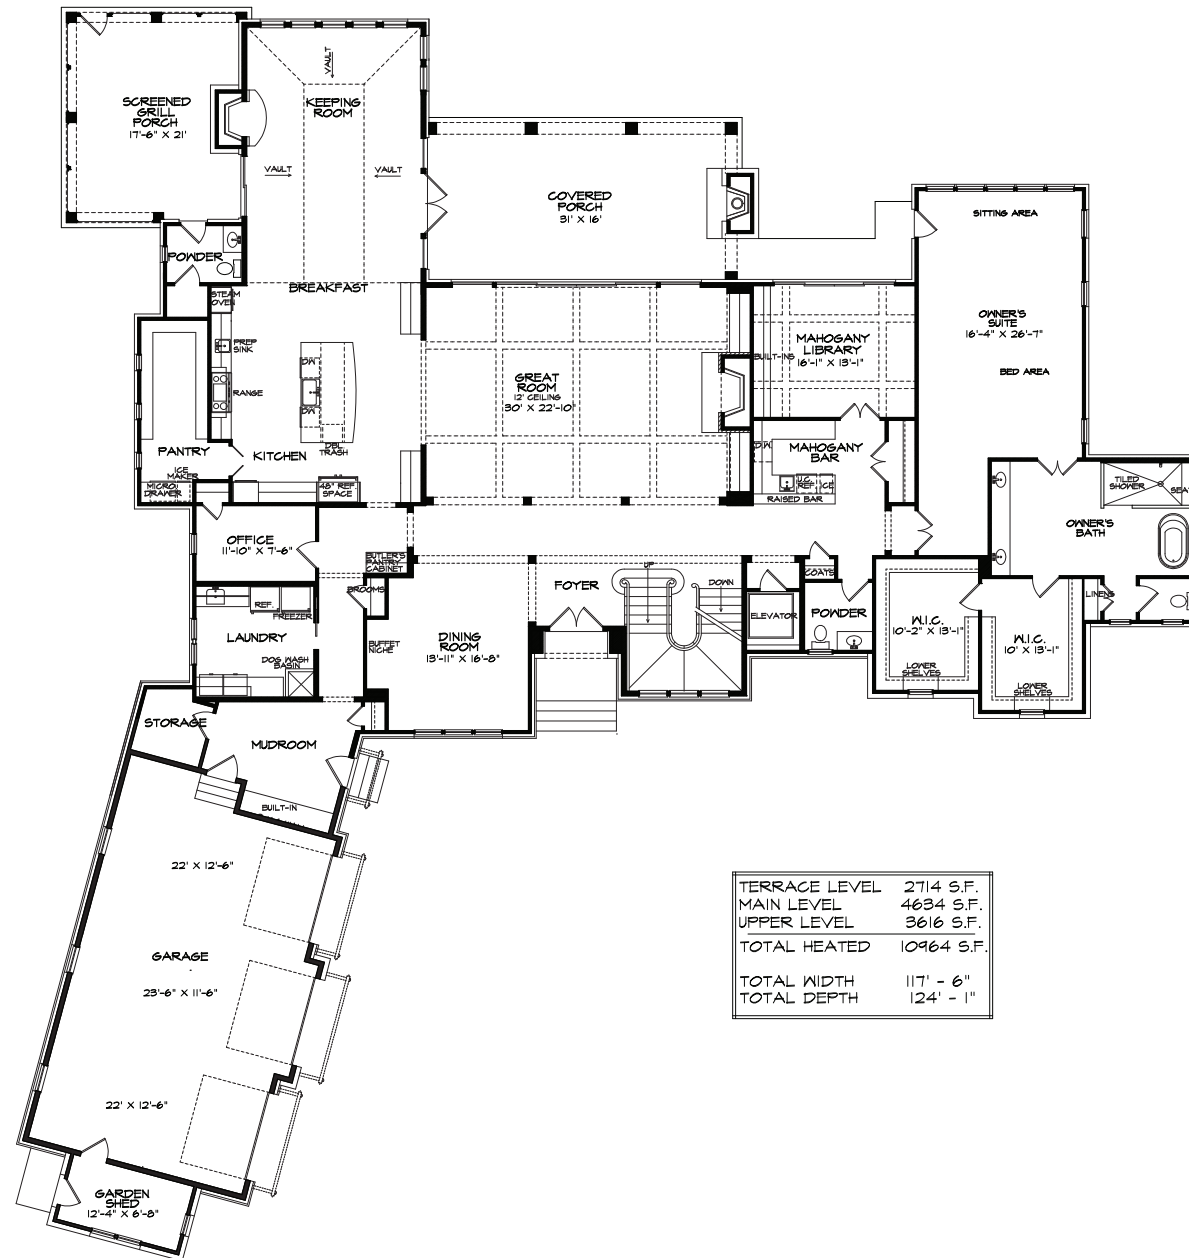 SCREENED
GRILL
PORCH
17'-6" X 21'
VAULT
KEEPING
ROOM
VAULT
VAULT
COVERED
PORCH
31' X 16'
SITTING AREA
POWDER
BREAKFAST
STEAM
OVEN
PREP
SINK
DW
RANGE
DW
DBL
TRASH
GREAT
ROOM
12' CEILING
30' X 22'-10"
MAHOGANY
LIBRARY
16'-1" X 13'-1"
BUILT-INS
OWNER'S
SUITE
16'-4" X 26'-7"
BED AREA
PANTRY
ICE
MAKER
MICRO
DRAWER
KITCHEN
48" REF
SPACE
D.W.
MAHOGANY
BAR
U.C.
REF.
ICE
RAISED BAR
TILED
SHOWER
SEAT
OWNER'S
BATH
OFFICE
11'-10" X 7'-6"
BUTLER'S
PANTRY
CABINET
BROOMS
REF.
FREEZER
LAUNDRY
DOG WASH
BASIN
BUFFET
NICHE
DINING
ROOM
13'-11" X 16'-8"
FOYER
UP
DOWN
ELEVATOR
COATS
POWDER
W.I.C.
10'-2" X 13'-1"
LOWER
SHELVES
W.I.C.
10' X 13'-1"
LOWER
SHELVES
LINENS
STORAGE
MUDROOM
BUILT-IN
22' X 12'-6"
GARAGE
23'-6" X 11'-6"
22' X 12'-6"
GARDEN
SHED
12'-4" X 6'-8"
TERRACE LEVEL 2714 S.F.
MAIN LEVEL 4634 S.F.
UPPER LEVEL 3616 S.F.
TOTAL HEATED 10964 S.F.
TOTAL WIDTH 117' - 6"
TOTAL DEPTH 124' - 1"